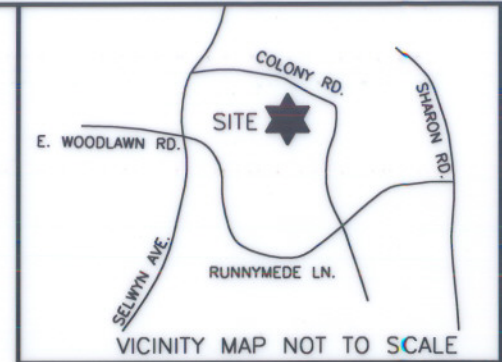 COLONY RD.
SHARON RD.
SITE
E. WOODLAWN RD.
SELWYN AVE.
RUNNYMEDE LN.
VICINITY MAP NOT TO SCALE